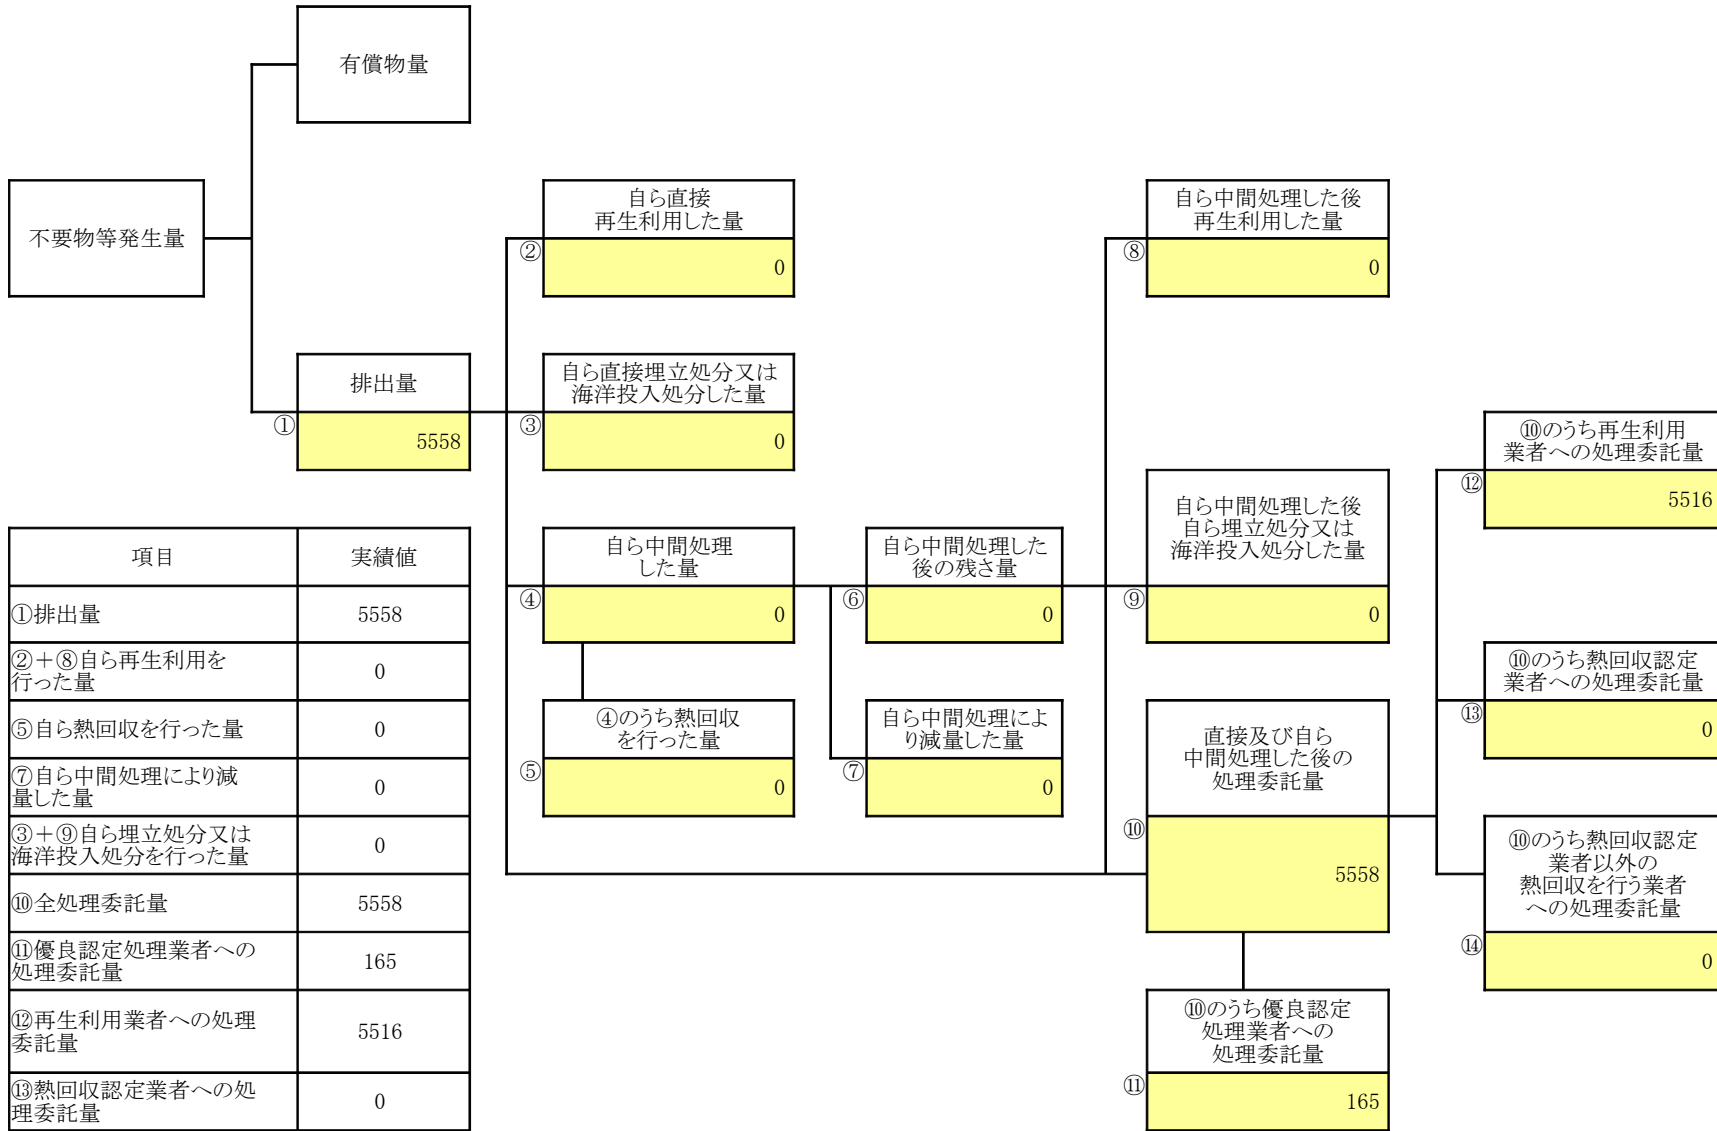 有償物量
不要物等発生量
自ら直接
再生利用した量
②
0
自ら中間処理した後
再生利用した量
⑧
0
排出量
①
5558
自ら直接埋立処分又は
海洋投入処分した量
③
0
⑩のうち再生利用
業者への処理委託量
⑫
5516
自ら中間処理
した量
④
0
自ら中間処理した
後の残さ量
⑥
0
自ら中間処理した後
自ら埋立処分又は
海洋投入処分した量
⑨
0
④のうち熱回収
を行った量
⑤
0
自ら中間処理によ
り減量した量
⑦
0
直接及び自ら
中間処理した後の
処理委託量
⑩
5558
⑩のうち熱回収認定
業者への処理委託量
⑬
0
⑩のうち熱回収認定
業者以外の
熱回収を行う業者
への処理委託量
⑭
0
⑩のうち優良認定
処理業者への
処理委託量
⑪
165
項目 実績値
①排出量 5558
②＋⑧自ら再生利用を
行った量 0
⑤自ら熱回収を行った量 0
⑦自ら中間処理により減
量した量 0
③＋⑨自ら埋立処分又は
海洋投入処分を行った量 0
⑩全処理委託量 5558
⑪優良認定処理業者への
処理委託量 165
⑫再生利用業者への処理
委託量 5516
⑬熱回収認定業者への処
理委託量 0